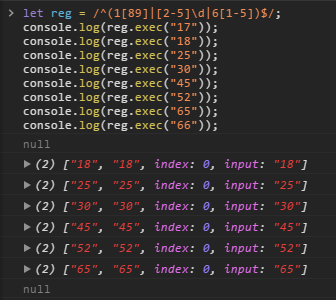 > let reg = /^(1[89]|[2-5]\d|6[1-5])$/;
console.log(reg.exec("17"));
console.log(reg.exec("18"));
console.log(reg.exec("25"));
console.log(reg.exec("30"));
console.log(reg.exec("45"));
console.log(reg.exec("52"));
console.log(reg.exec("65"));
console.log(reg.exec("66"));
null
▶ (2) ["18", "18", index: 0, input: "18"]
▶ (2) ["25", "25", index: 0, input: "25"]
▶ (2) ["30", "30", index: 0, input: "30"]
▶ (2) ["45", "45", index: 0, input: "45"]
▶ (2) ["52", "52", index: 0, input: "52"]
▶ (2) ["65", "65", index: 0, input: "65"]
null